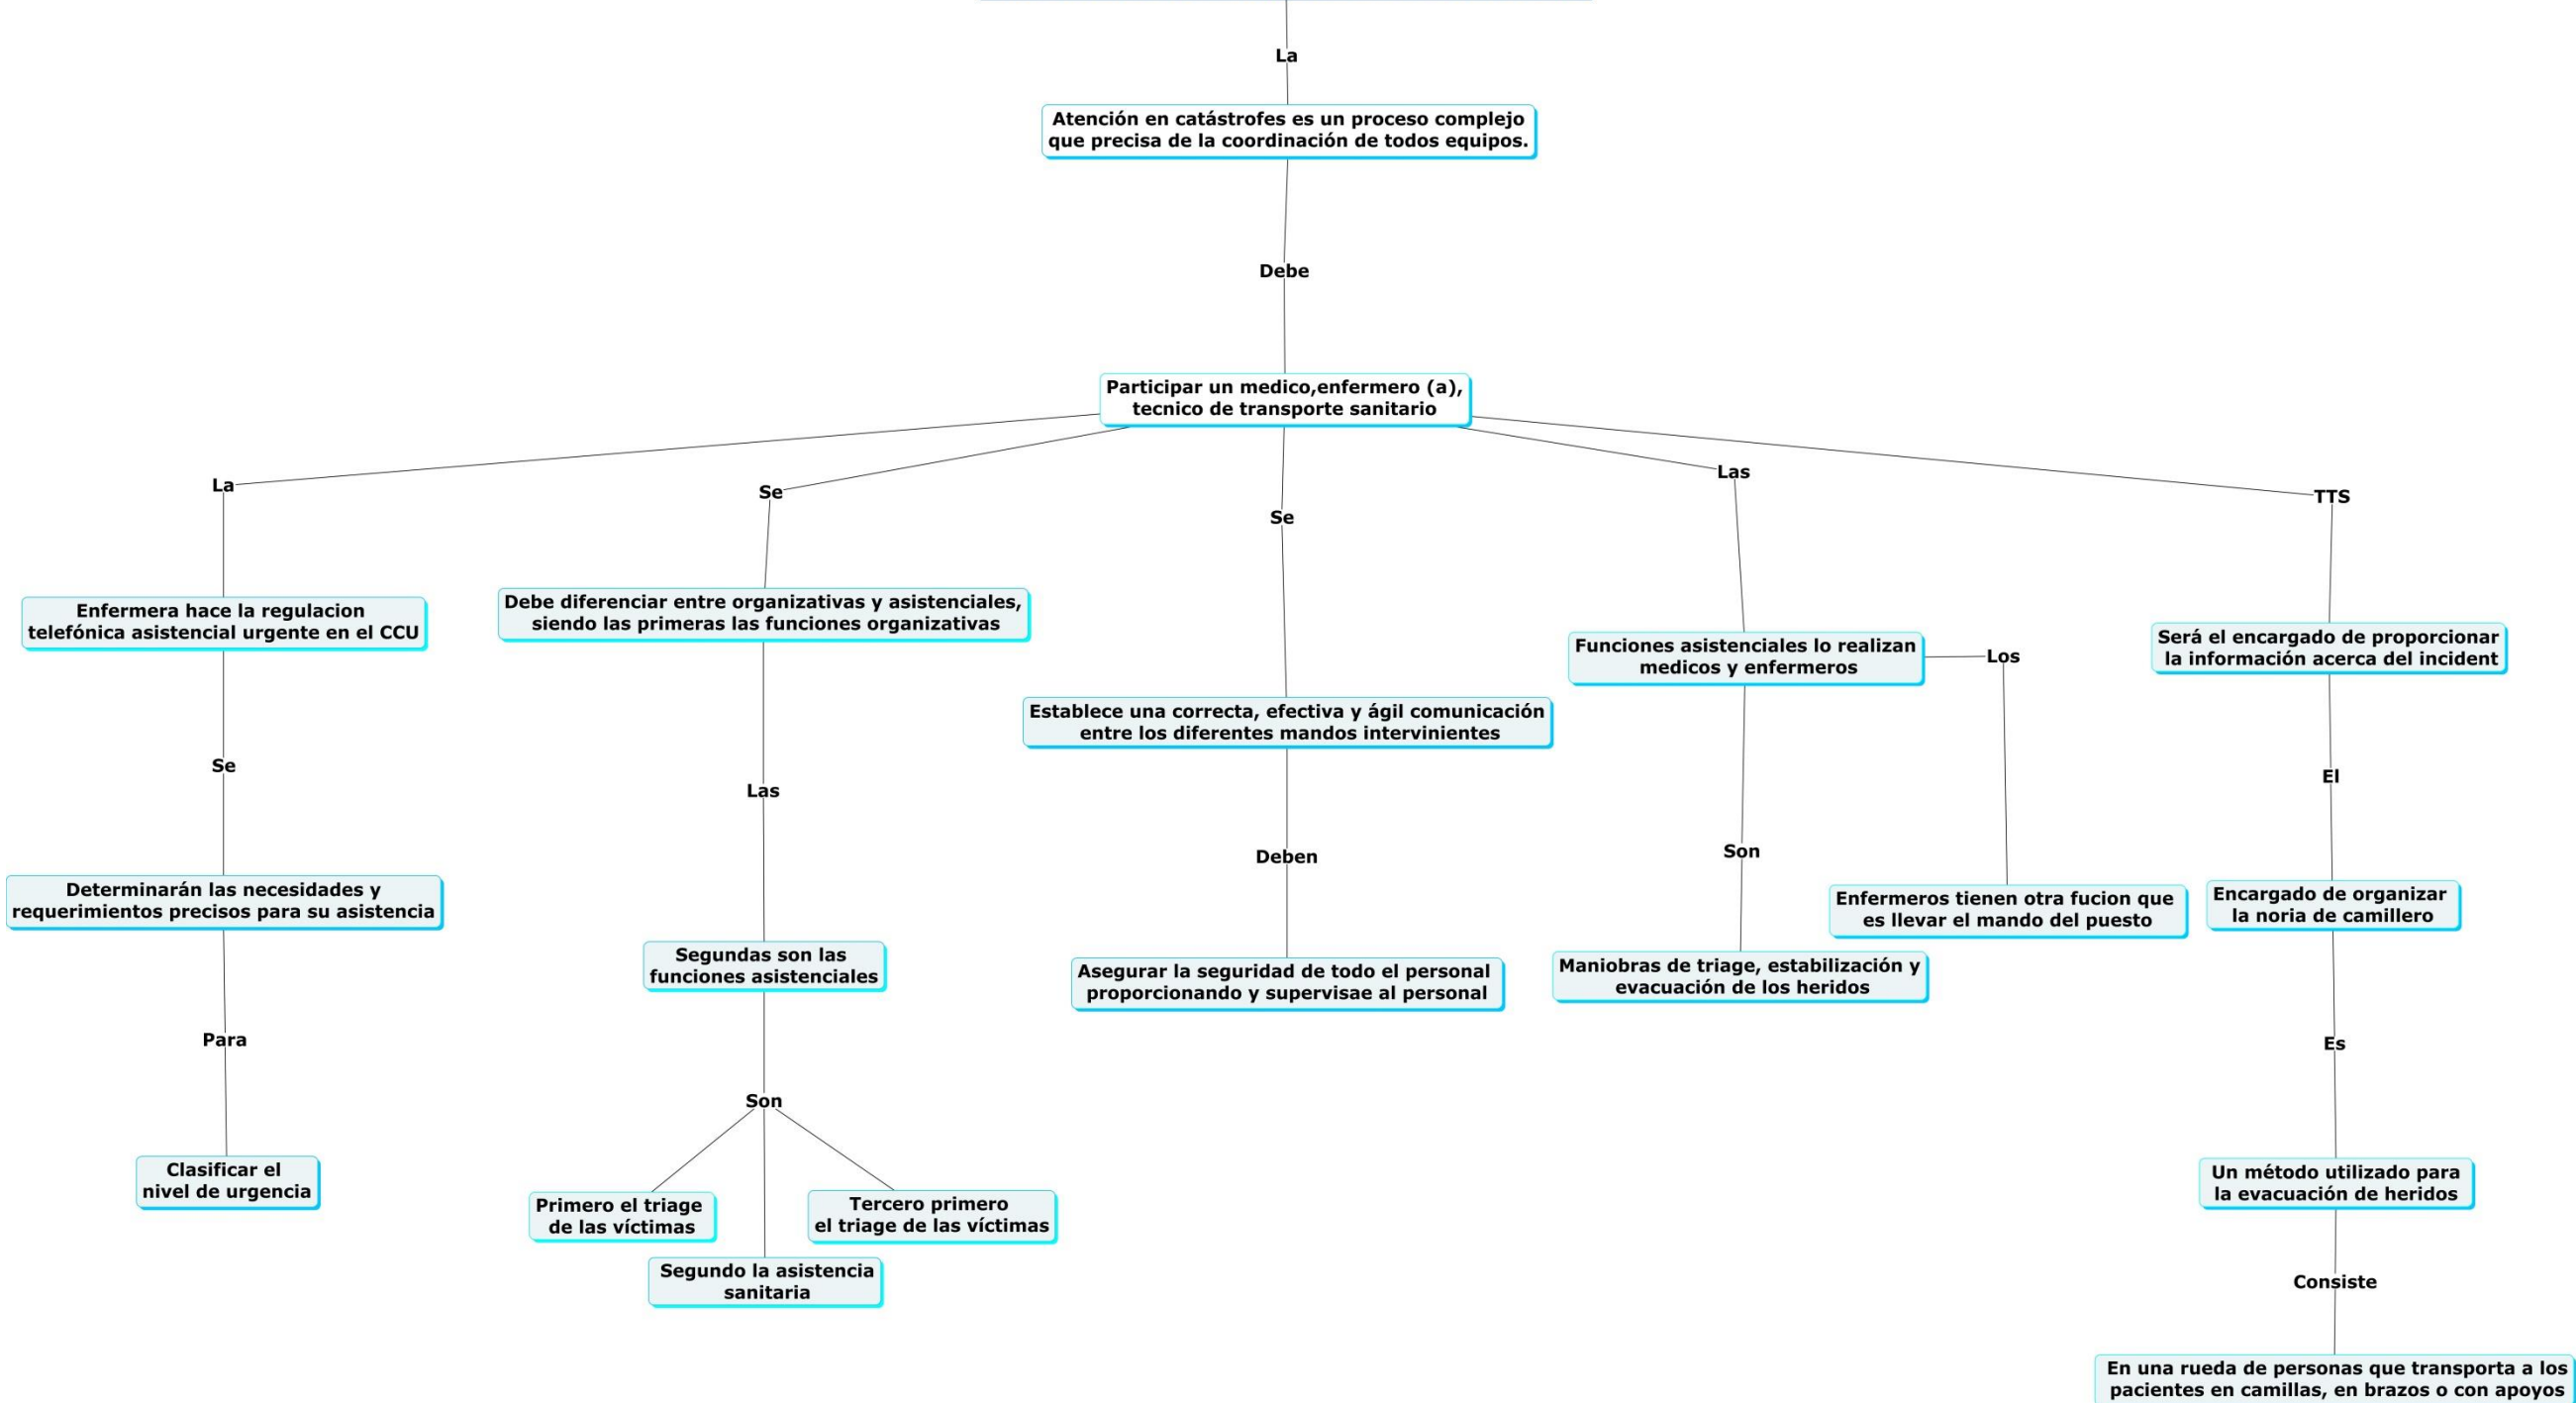 La
Atención en catástrofes es un proceso complejo
que precisa de la coordinación de todos equipos.
Debe
Participar un medico,enfermero (a),
tecnico de transporte sanitario
La
Enfermera hace la regulacion
telefónica asistencial urgente en el CCU
Se
Determinarán las necesidades y
requerimientos precisos para su asistencia
Para
Clasificar el
nivel de urgencia
Se
Debe diferenciar entre organizativas y asistenciales,
siendo las primeras las funciones organizativas
Las
Segundas son las
funciones asistenciales
Son
Primero el triage
de las víctimas
Segundo la asistencia
sanitaria
Tercero primero
el triage de las víctimas
Se
Establece una correcta, efectiva y ágil comunicación
entre los diferentes mandos intervinientes
Deben
Asegurar la seguridad de todo el personal
proporcionando y supervisae al personal
Las
Funciones asistenciales lo realizan
medicos y enfermeros
Son
Maniobras de triage, estabilización y
evacuación de los heridos
Los
Enfermeros tienen otra fucion que
es llevar el mando del puesto
TTS
Será el encargado de proporcionar
la información acerca del incident
El
Encargado de organizar
la noria de camillero
Es
Un método utilizado para
la evacuación de heridos
Consiste
En una rueda de personas que transporta a los
pacientes en camillas, en brazos o con apoyos